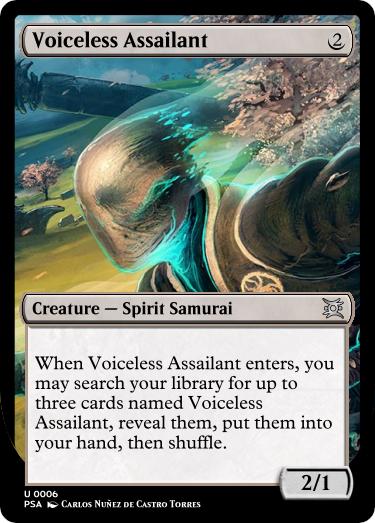 Voiceless Assailant 2
Creature — Spirit Samurai
When Voiceless Assailant enters, you
may search your library for up to
three cards named Voiceless
Assailant, reveal them, put them into
your hand, then shuffle.
2/1
U 0006
PSA Carlos Nuñez de Castro Torres